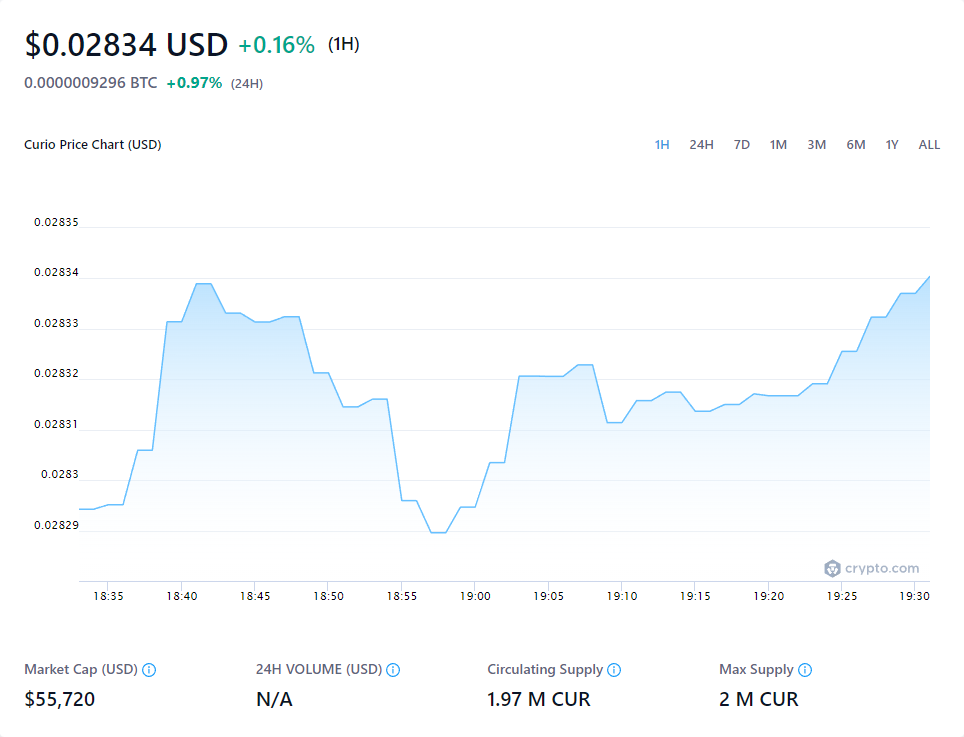 $0.02834 USD +0.16% (1H)
0.0000009296 BTC +0.97% (24H)
Curio Price Chart (USD)
1H 24H 7D 1M 3M 6M 1Y ALL
0.02835
0.02834
0.02833
0.02832
0.02831
0.0283
0.02829
crypto.com
18:35 18:40 18:45 18:50 18:55 19:00 19:05 19:10 19:15 19:20 19:25 19:30
Market Cap (USD) 24H VOLUME (USD) Circulating Supply Max Supply
$55,720 N/A 1.97 M CUR 2 M CUR